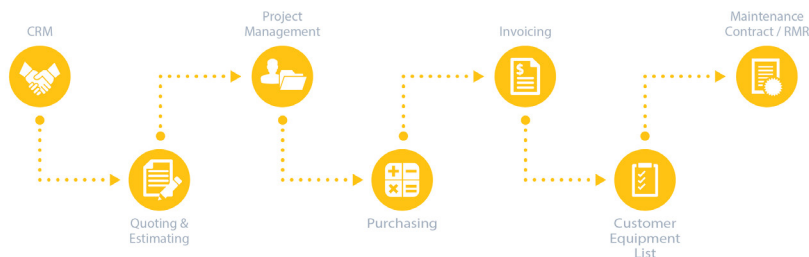 CRM
Quoting &
Estimating
Project
Management
Purchasing
Invoicing
Customer
Equipment
List
Maintenance
Contract / RMR
$